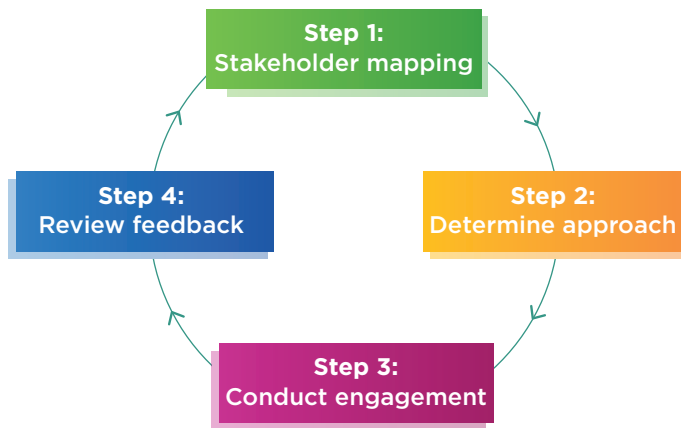 Step 1:
Stakeholder mapping
Step 2:
Determine approach
Step 3:
Conduct engagement
Step 4:
Review feedback